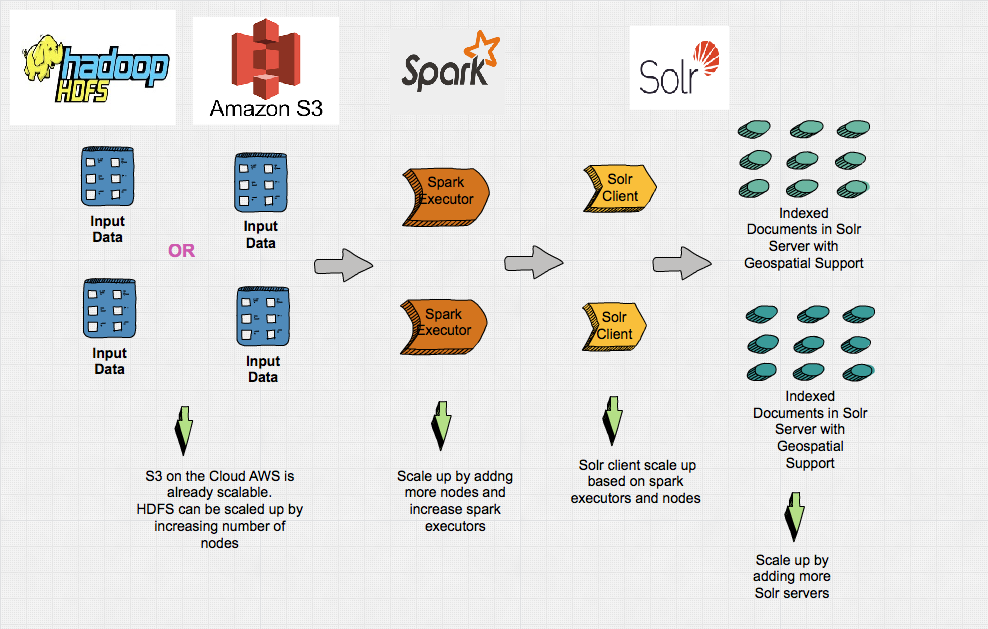 hadoop
HDFS
Amazon S3
Spark
Solr
Input
Data
Input
Data
OR
Input
Data
Input
Data
Spark
Executor
Spark
Executor
Solr
Client
Solr
Client
Indexed
Documents in Solr
Server with
Geospatial Support
Indexed
Documents in Solr
Server with
Geospatial
Support
S3 on the Cloud AWS is
already scalable.
HDFS can be scaled up by
increasing number of
nodes
Scale up by addng
more nodes and
increase spark
executors
Solr client scale up
based on spark
executors and nodes
Scale up by
adding more
Solr servers